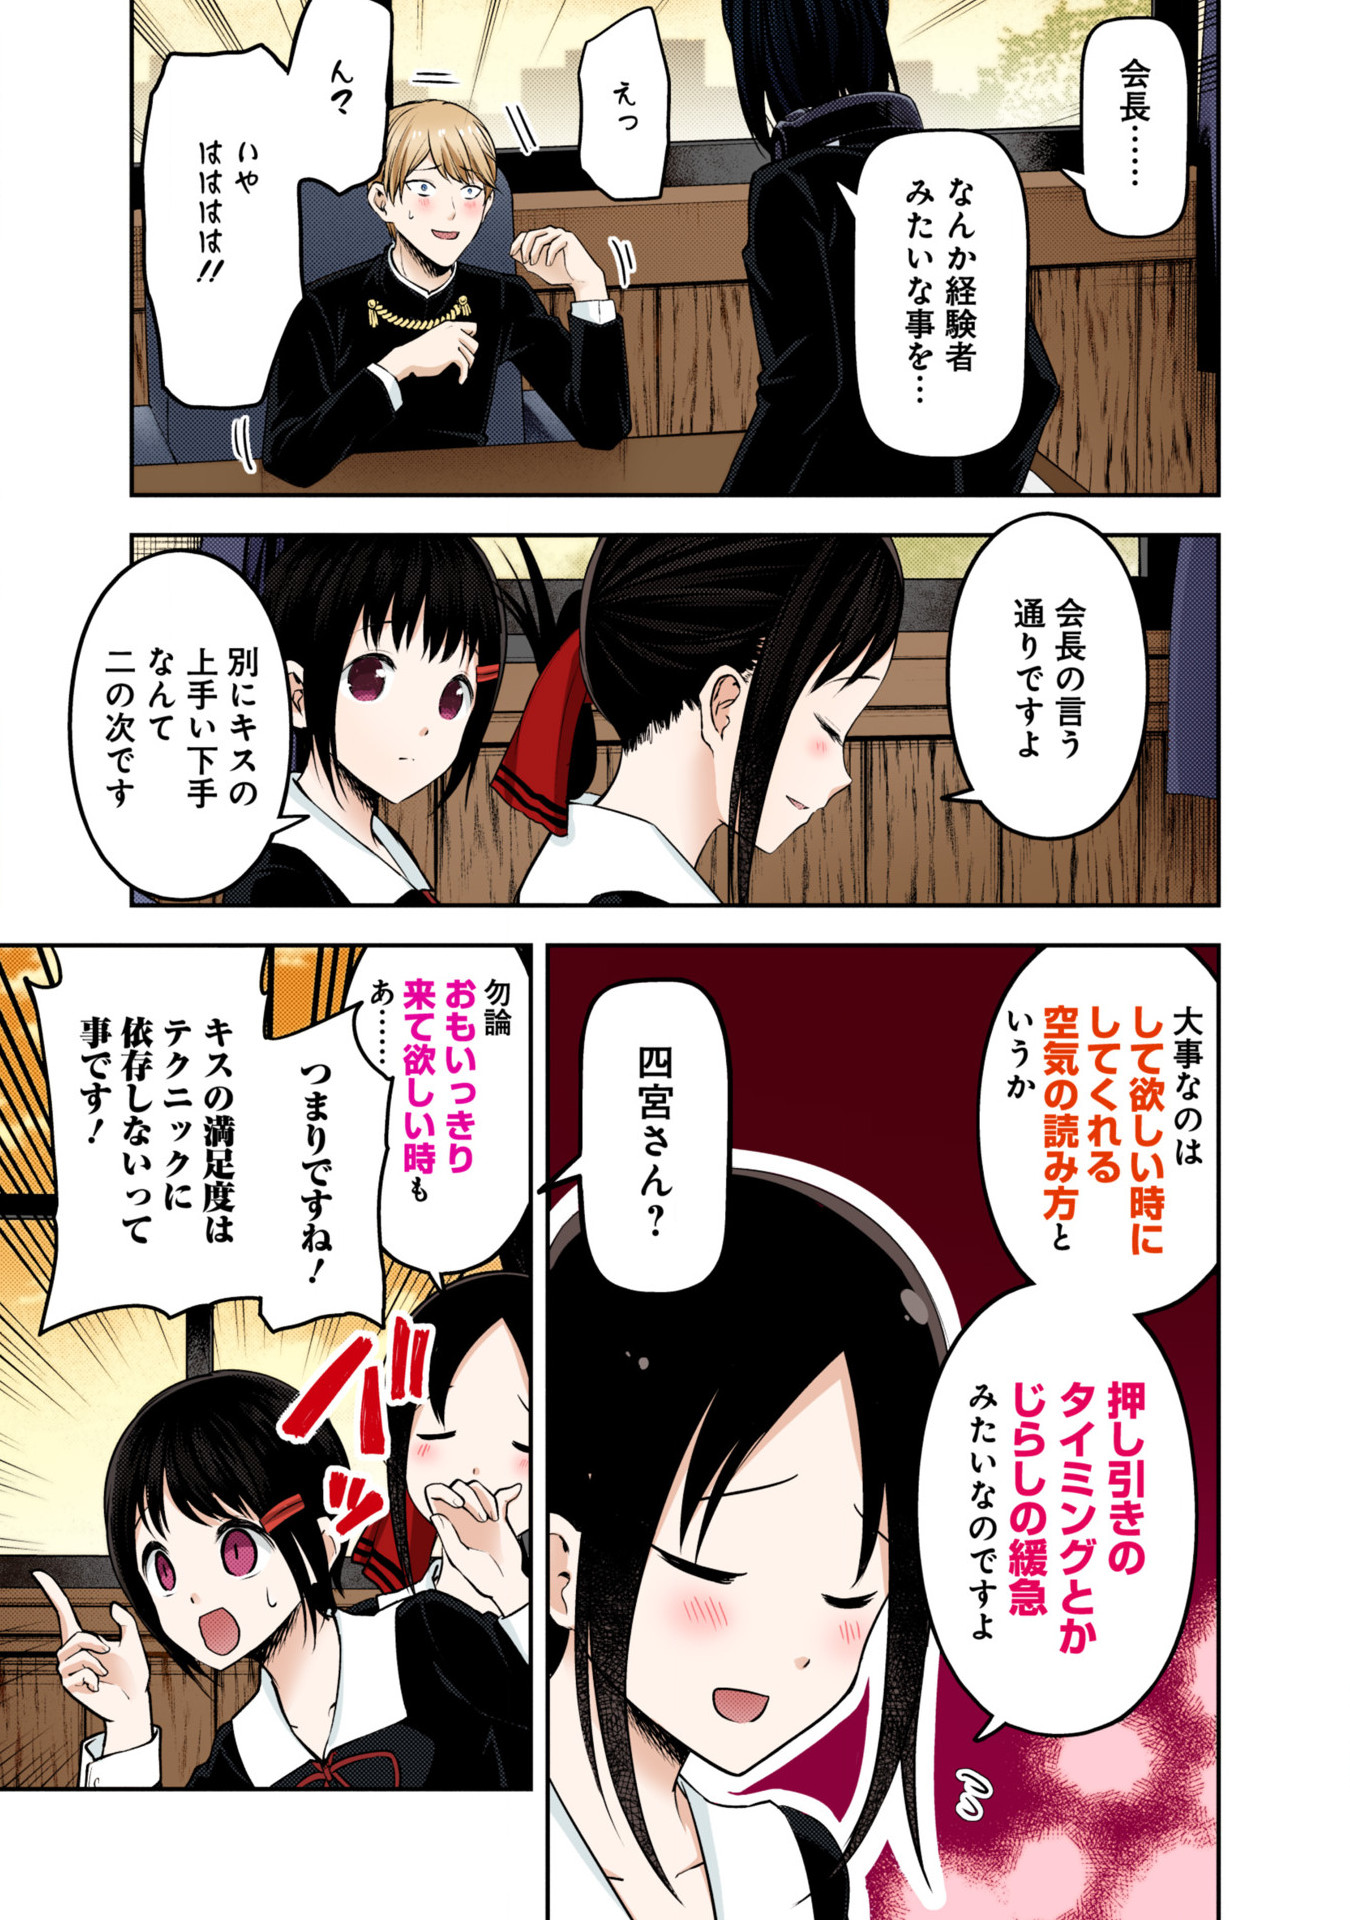 会長……
なんか経験者
みたいな事を…
えっ
ん？
いや
はははは!!
会長の言う
通りですよ
別にキスの
上手い下手
なんて
二の次です
大事なのは
して欲しい時に
してくれる
空気の読み方と
いうか
押し引きの
タイミングとか
じらしの緩急
みたいなのですよ
四宮さん？
勿論
おもいっきり
来て欲しい時も
あ……
つまりですね！
キスの満足度は
テクニックに
依存しないって
事です！
バッ